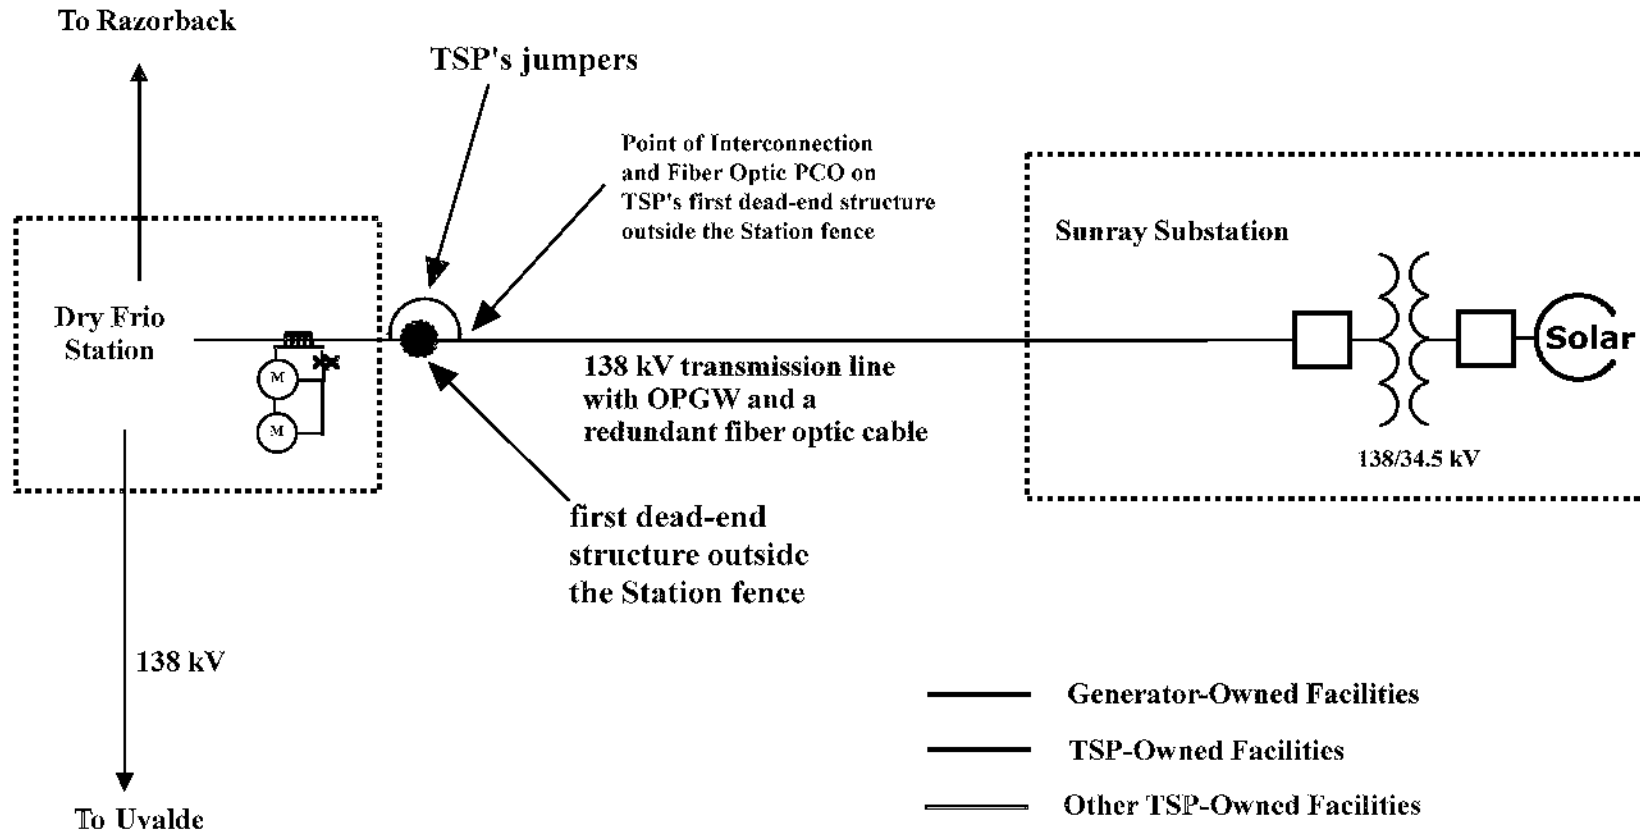 To Razorback
TSP's jumpers
Point of Interconnection
and Fiber Optic PCO on
TSP's first dead-end structure
outside the Station fence
Sunray Substation
Dry Frio
Station
M
M
Solar
138 kV transmission line
with OPGW and a
redundant fiber optic cable
138/34.5 kV
first dead-end
structure outside
the Station fence
138 kV
Generator-Owned Facilities
TSP-Owned Facilities
Other TSP-Owned Facilities
To Uvalde